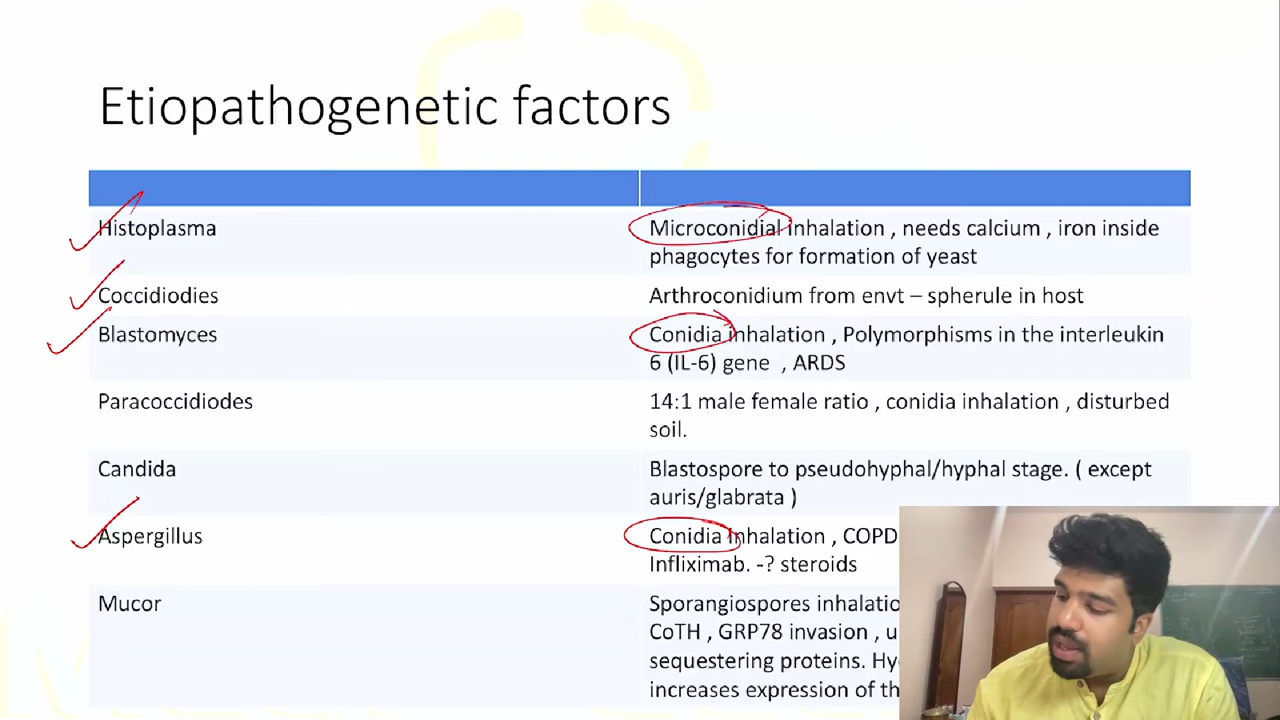 Etiopathogenetic factors
Histoplasma
Microconidial inhalation , needs calcium , iron inside
phagocytes for formation of yeast
Coccidiodies
Arthroconidium from envt – spherule in host
Blastomyces
Conidia inhalation , Polymorphisms in the interleukin
6 (IL-6) gene , ARDS
Paracoccidiodes
14:1 male female ratio , conidia inhalation , disturbed
soil.
Candida
Blastospore to pseudohyphal/hyphal stage. ( except
auris/glabrata )
Aspergillus
Conidia inhalation , COPD
Infliximab. -? steroids
Mucor
Sporangiospores
CoTH , GRP78 invasion ,
sequestering proteins.
increases expression of